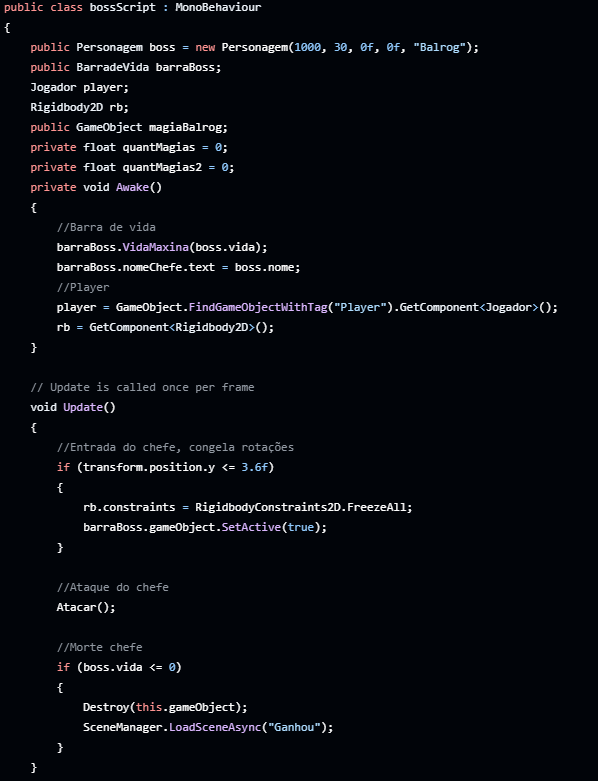 public class bossScript : MonoBehaviour
{
    public Personagem boss = new Personagem(1000, 30, 0f, 0f, "Balrog");
    public BarradeVida barraBoss;
    Jogador player;
    Rigidbody2D rb;
    public GameObject magiaBalrog;
    private float quantMagias = 0;
    private float quantMagias2 = 0;
    private void Awake()
    {
        //Barra de vida
        barraBoss.VidaMaxina(boss.vida);
        barraBoss.nomeChefe.text = boss.nome;
        //Player
        player = GameObject.FindGameObjectWithTag("Player").GetComponent<Jogador>();
        rb = GetComponent<Rigidbody2D>();
    }

    // Update is called once per frame
    void Update()
    {
        //Entrada do chefe, congela rotações
        if (transform.position.y <= 3.6f)
        {
            rb.constraints = RigidbodyConstraints2D.FreezeAll;
            barraBoss.gameObject.SetActive(true);
        }

        //Ataque do chefe
        Atacar();

        //Morte chefe
        if (boss.vida <= 0)
        {
            Destroy(this.gameObject);
            SceneManager.LoadSceneAsync("Ganhou");
        }
    }